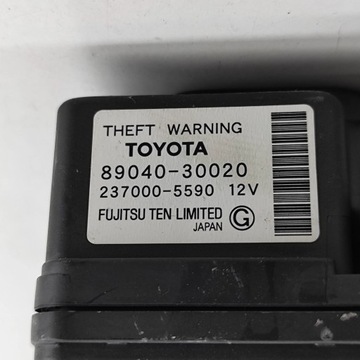 THEFT WARNING
TOYOTA
89040-30020
237000-5590 12V
FUJITSU TEN LIMITED G
JAPAN